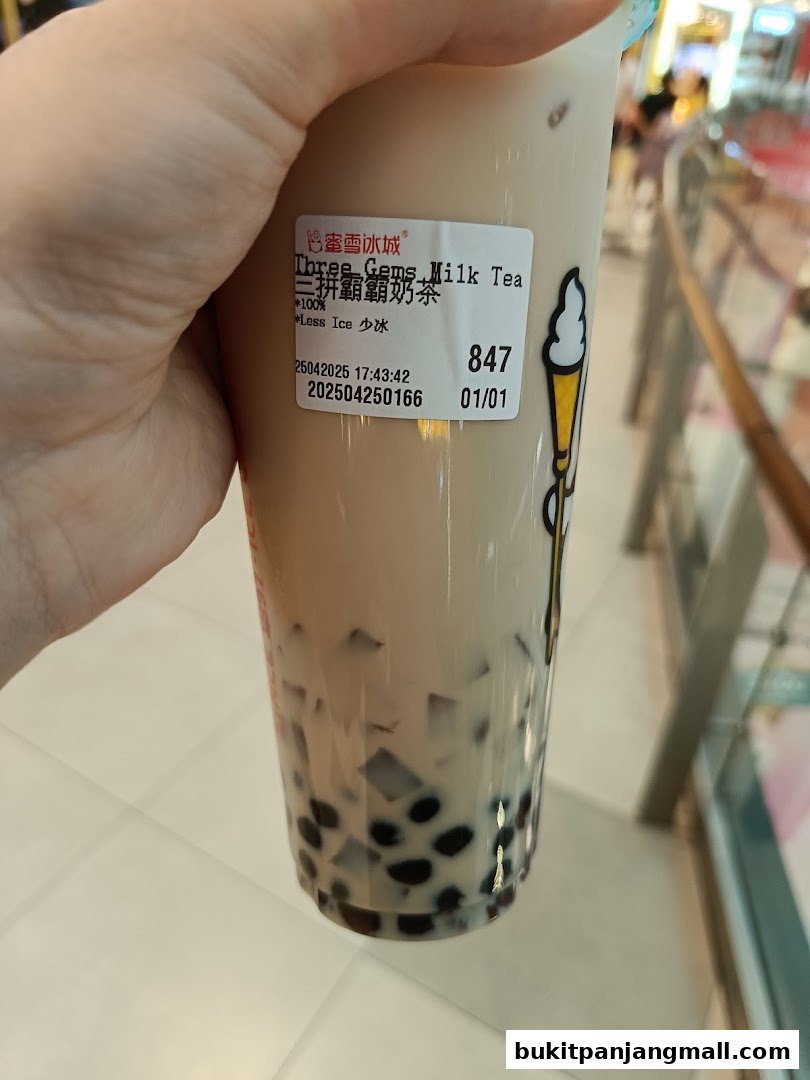 蜜雪冰城®
Three Gems Milk Tea
三拼霸霸奶茶
*100%
*Less Ice 少冰
847
25042025 17:43:42
202504250166
01/01
bukitpanjangmall.com